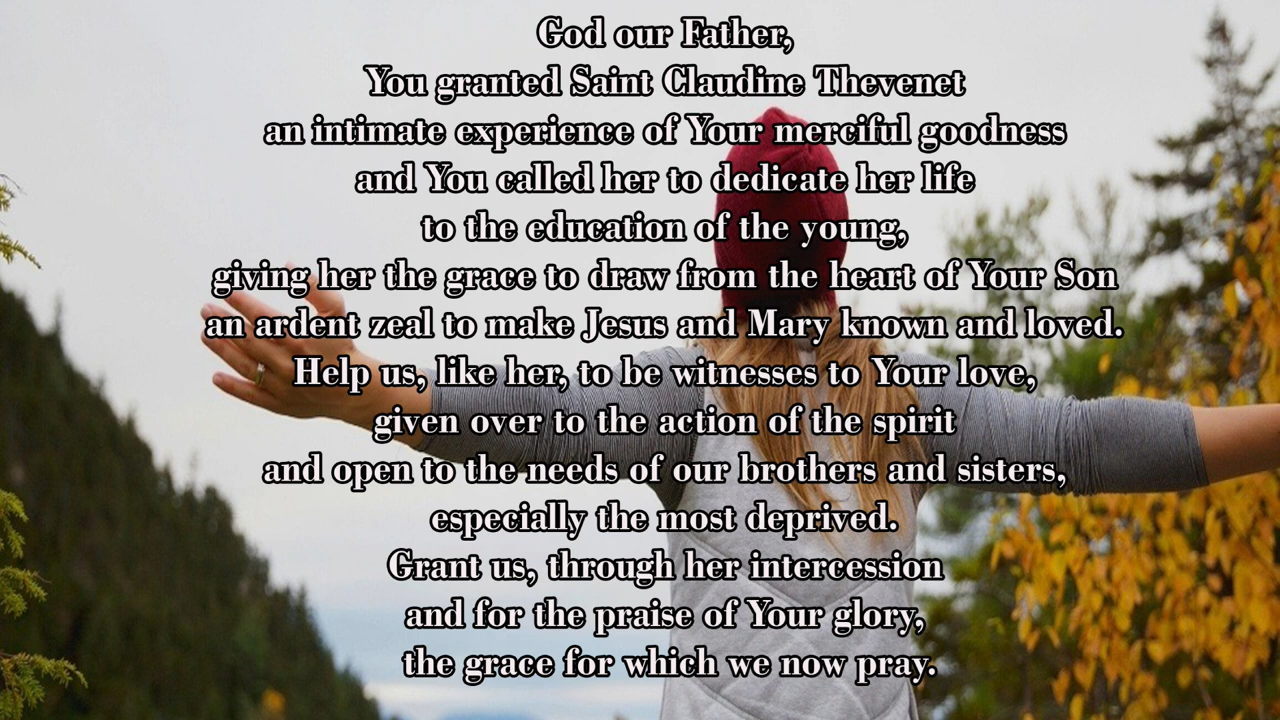 God our Father,
You granted Saint Claudine Thevenet
an intimate experience of Your merciful goodness
and You called her to dedicate her life
to the education of the young,
giving her the grace to draw from the heart of Your Son
an ardent zeal to make Jesus and Mary known and loved.
Help us, like her, to be witnesses to Your love,
given over to the action of the spirit
and open to the needs of our brothers and sisters,
especially the most deprived.
Grant us, through her intercession
and for the praise of Your glory,
the grace for which we now pray.